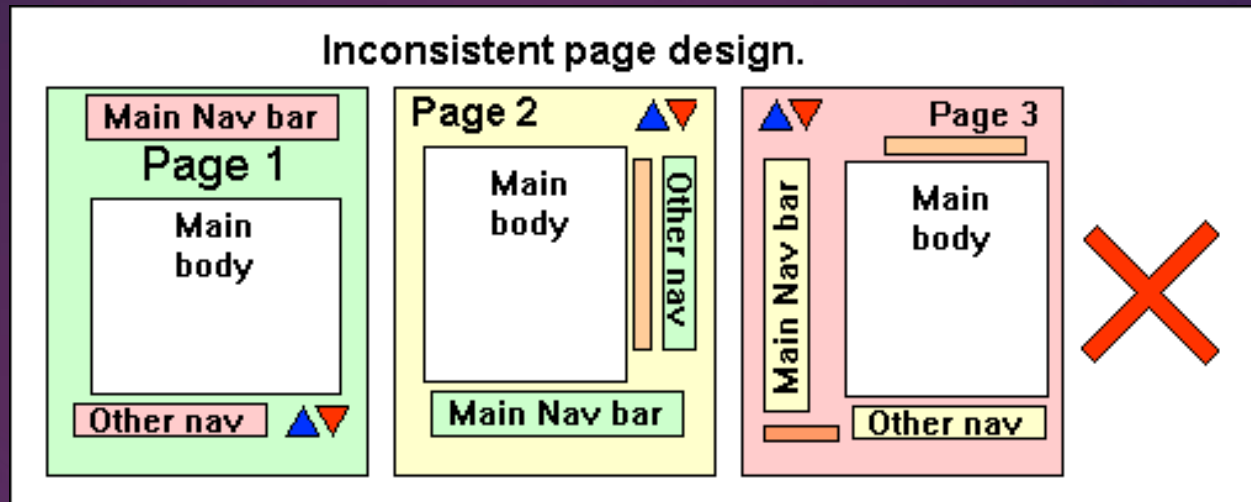 Inconsistent page design.
Main Nav bar
Page 1
Main
body
Other nav
Page 2
Main
body
Other nav
Main Nav bar
Page 3
Main Nav bar
Main
body
Other nav